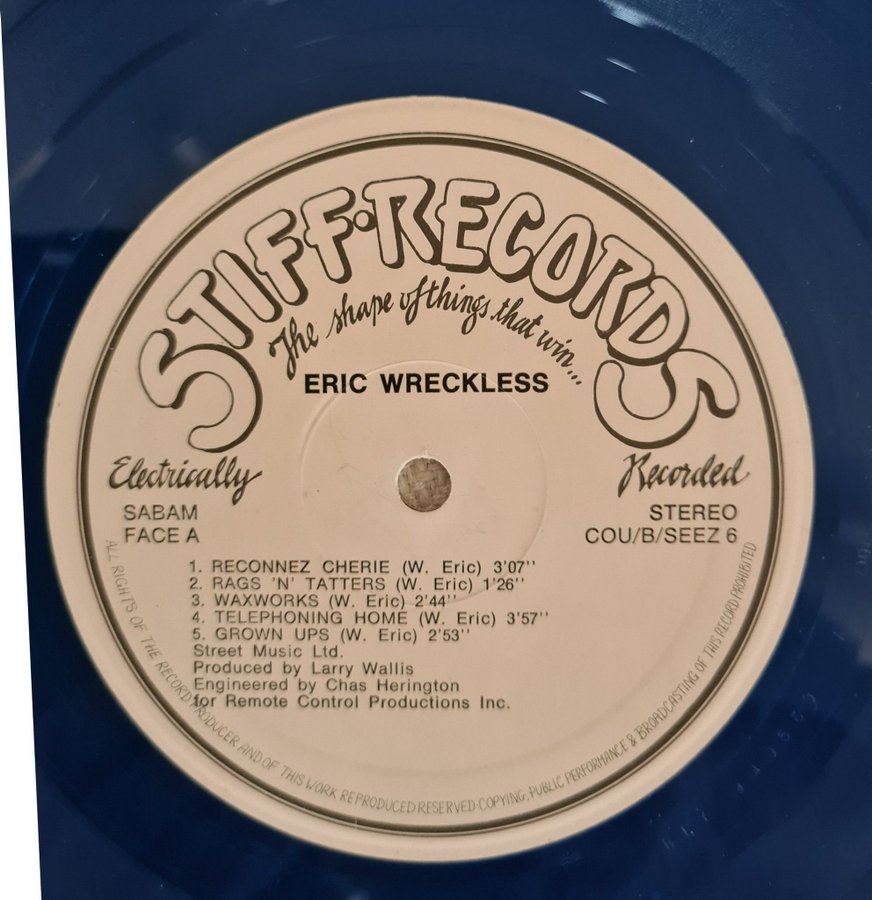 STIFF·RECORDS
The shape of things that win...
ERIC WRECKLESS
Electrically Recorded
SABAM STEREO
FACE A COU/B/SEEZ 6
1. RECONNEZ CHERIE (W. Eric) 3'07''
2. RAGS 'N' TATTERS (W. Eric) 1'26''
3. WAXWORKS (W. Eric) 2'44''
4. TELEPHONING HOME (W. Eric) 3'57''
5. GROWN UPS (W. Eric) 2'53''
Street Music Ltd.
Produced by Larry Wallis
Engineered by Chas Herington
for Remote Control Productions Inc.
ALL RIGHTS OF THE RECORD PRODUCER AND OF THIS WORK REPRODUCED RESERVED·COPYING, PUBLIC PERFORMANCE & BROADCASTING OF THIS RECORD PROHIBITED